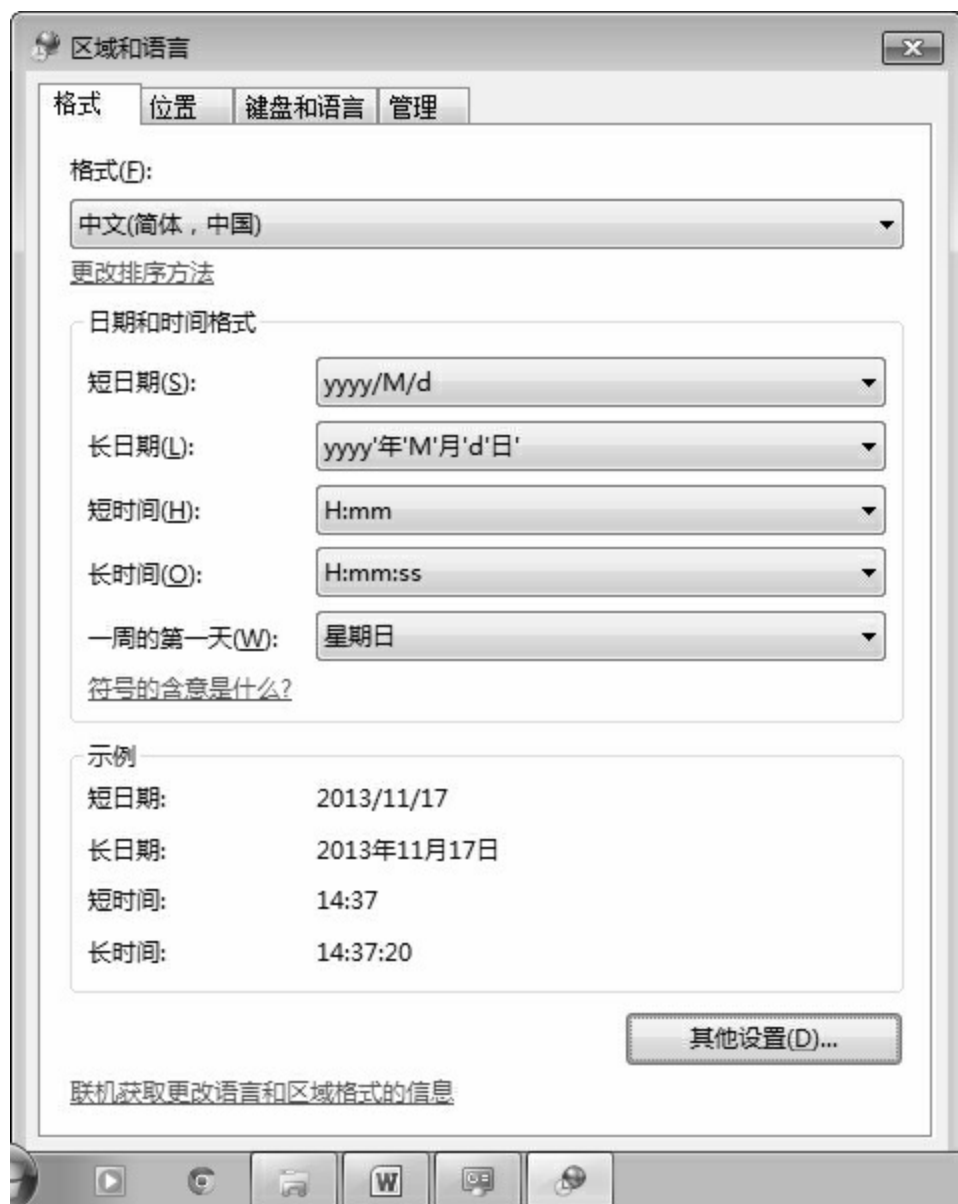 区域和语言
格式 位置 键盘和语言 管理
格式(F):
中文(简体，中国)
更改排序方法
日期和时间格式
短日期(S): yyyy/M/d
长日期(L): yyyy'年'M'月'd'日'
短时间(H): H:mm
长时间(O): H:mm:ss
一周的第一天(W): 星期日
符号的含意是什么?
示例
短日期: 2013/11/17
长日期: 2013年11月17日
短时间: 14:37
长时间: 14:37:20
其他设置(D)...
联机获取更改语言和区域格式的信息
W